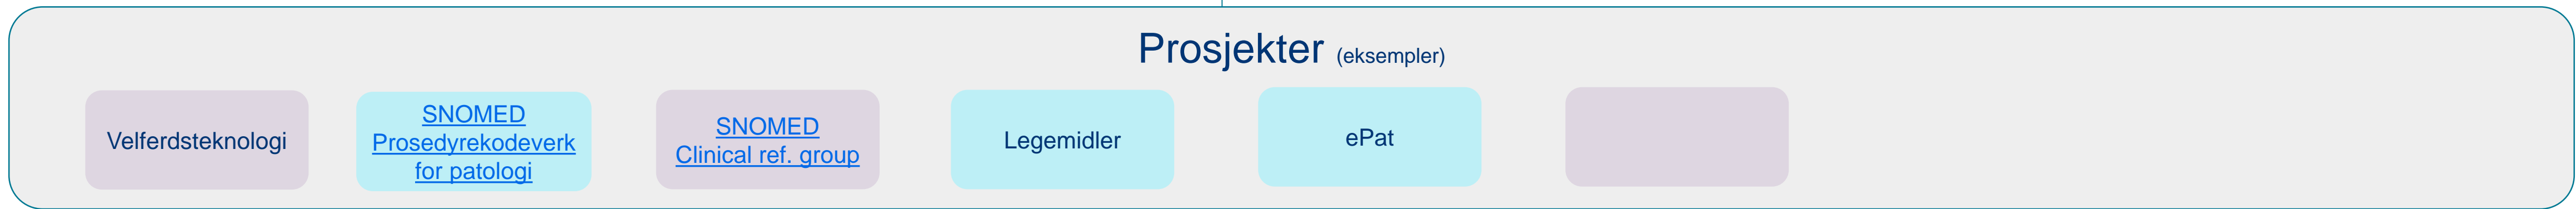 Prosjekter (eksempler)
Velferdsteknologi
SNOMED
Prosedyrekodeverk
for patologi
SNOMED
Clinical ref. group
Legemidler
ePat